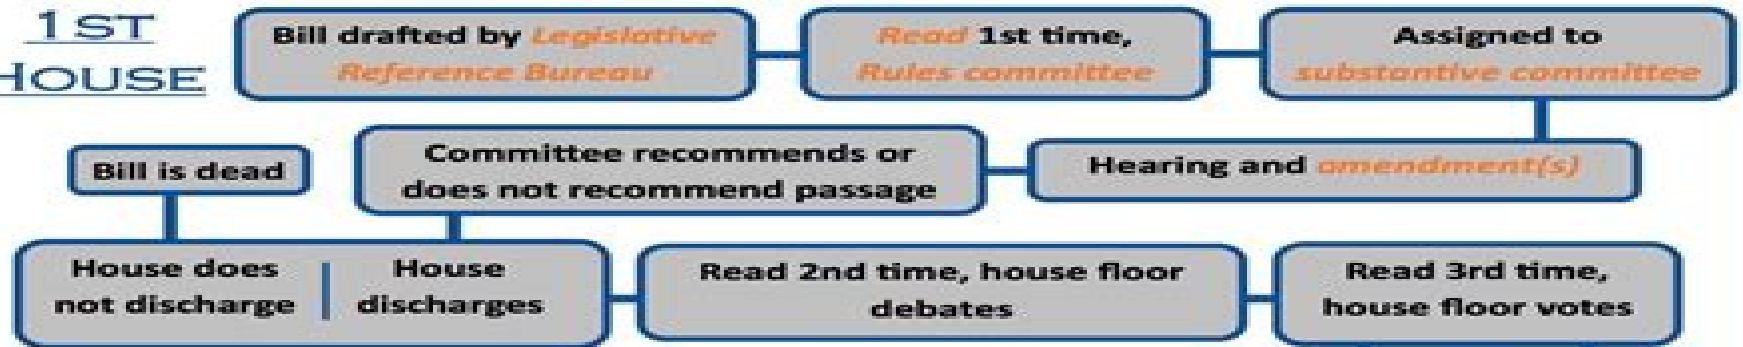 1ST
HOUSE
Bill drafted by Legislative
Reference Bureau
Read 1st time,
Rules committee
Assigned to
substantive committee
Hearing and amendment(s)
Committee recommends or
does not recommend passage
Bill is dead
House does
not discharge
House
discharges
Read 2nd time, house floor
debates
Read 3rd time,
house floor votes